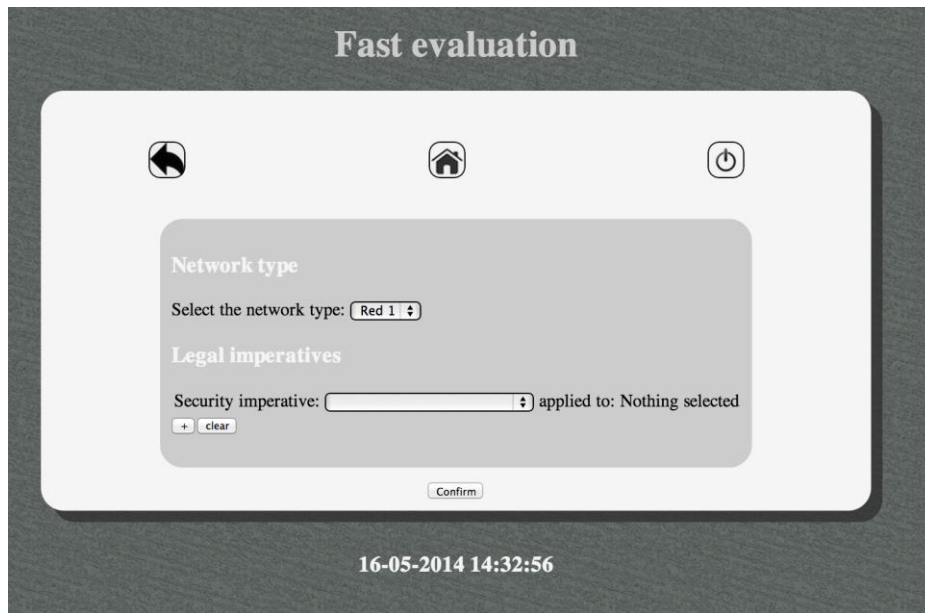 Fast evaluation
Network type
Select the network type: Red 1
Legal imperatives
Security imperative: applied to: Nothing selected
+ clear
Confirm
16-05-2014 14:32:56